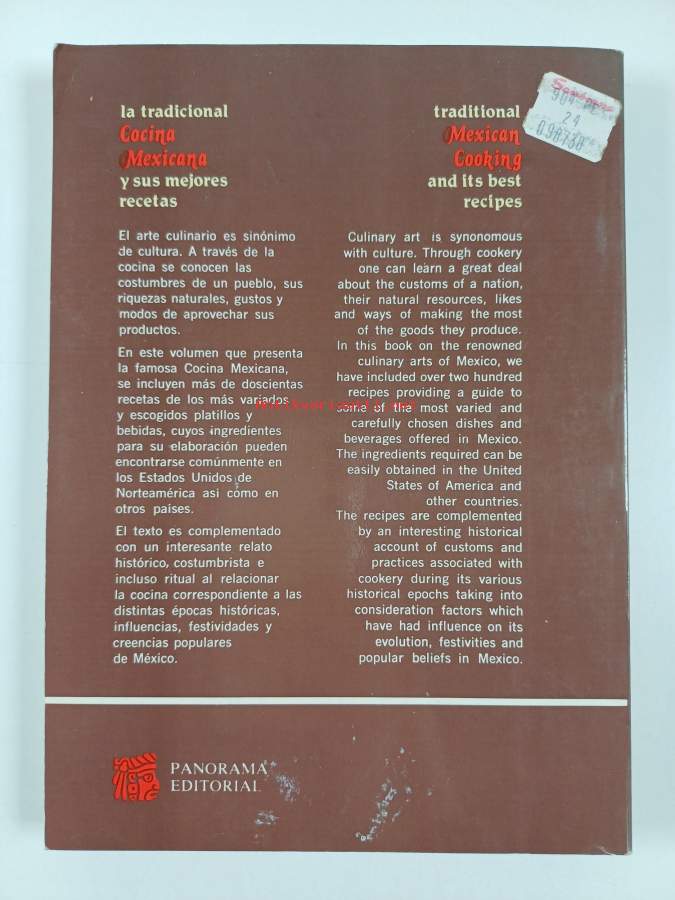 la tradicional
Cocina
Mexicana
y sus mejores
recetas
El arte culinario es sinónimo
de cultura. A través de la
cocina se conocen las
costumbres de un pueblo, sus
riquezas naturales, gustos y
modos de aprovechar sus
productos.
En este volumen que presenta
la famosa Cocina Mexicana,
se incluyen más de doscientas
recetas de los más variados
y escogidos platillos y
bebidas, cuyos ingredientes
para su elaboración pueden
encontrarse comúnmente en
los Estados Unidos de
Norteamérica asi cómo en
otros paises.
El texto es complementado
con un interesante relato
histórico, costumbrista e
incluso ritual al relacionar
la cocina correspondiente a las
distintas épocas históricas,
influencias, festividades y
creencias populares
de México.
traditional
Mexican
Cooking
and its best
recipes
Culinary art is synonomous
with culture. Through cookery
one can learn a great deal
about the customs of a nation,
their natural resources, likes
and ways of making the most
of the goods they produce.
In this book on the renowned
culinary arts of Mexico, we
have included over two hundred
recipes providing a guide to
some of the most varied and
carefully chosen dishes and
beverages offered in Mexico.
The ingredients required can be
easily obtained in the United
States of America and
other countries.
The recipes are complemented
by an interesting historical
account of customs and
practices associated with
cookery during its various
historical epochs taking into
consideration factors which
have had influence on its
evolution, festivities and
popular beliefs in Mexico.
24
098730
PANORAMA
EDITORIAL